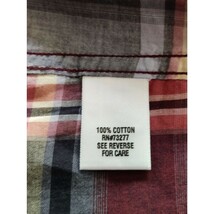 100% COTTON
RN#73277
SEE REVERSE
FOR CARE